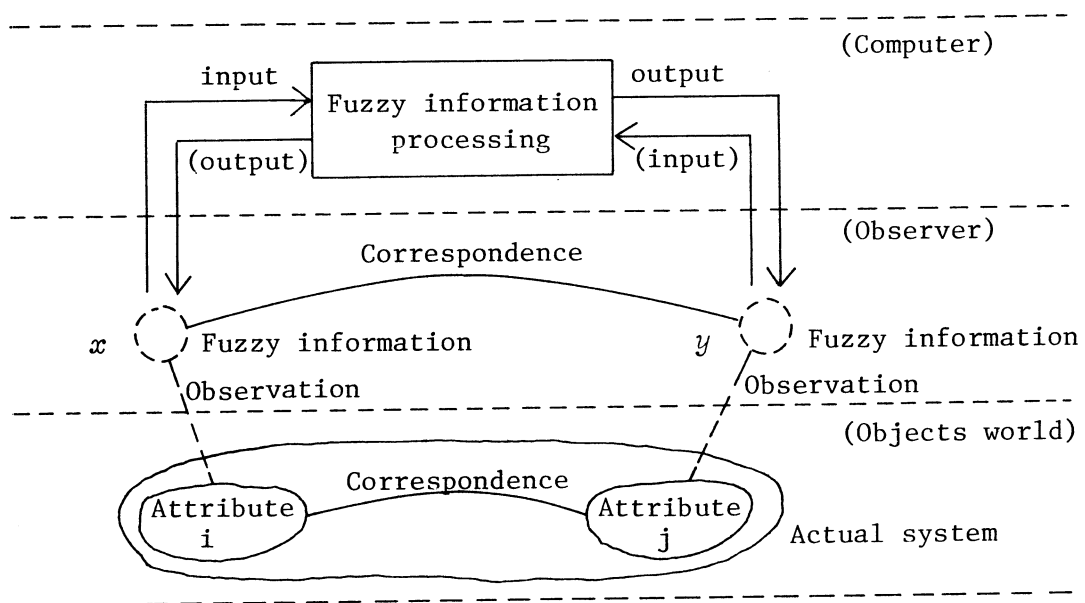 (Computer)
input
output
Fuzzy information
processing
(output)
(input)
(Observer)
Correspondence
x
Fuzzy information
y
Fuzzy information
Observation
Observation
(Objects world)
Correspondence
Attribute
i
Attribute
j
Actual system